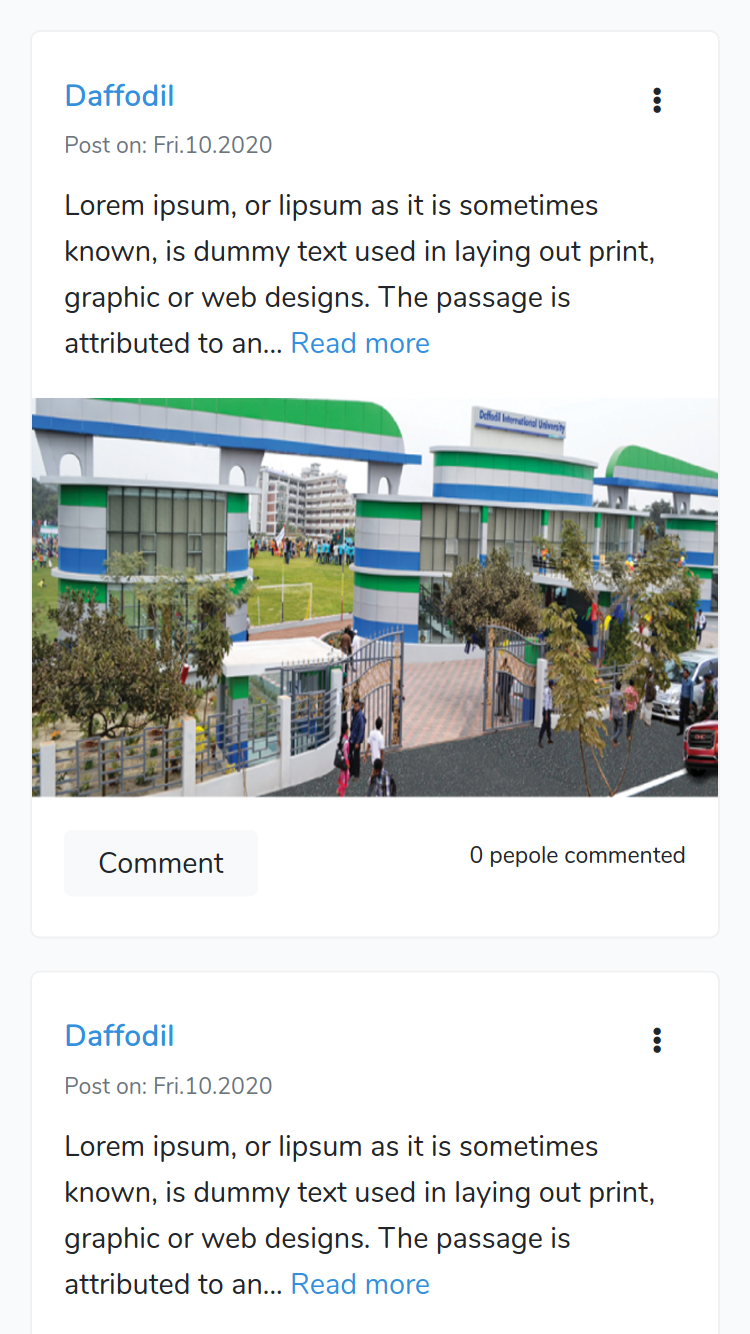 Daffodil
Post on: Fri.10.2020
Lorem ipsum, or lipsum as it is sometimes
known, is dummy text used in laying out print,
graphic or web designs. The passage is
attributed to an... Read more
Daffodil International University
Comment
0 pepole commented
Daffodil
Post on: Fri.10.2020
Lorem ipsum, or lipsum as it is sometimes
known, is dummy text used in laying out print,
graphic or web designs. The passage is
attributed to an... Read more